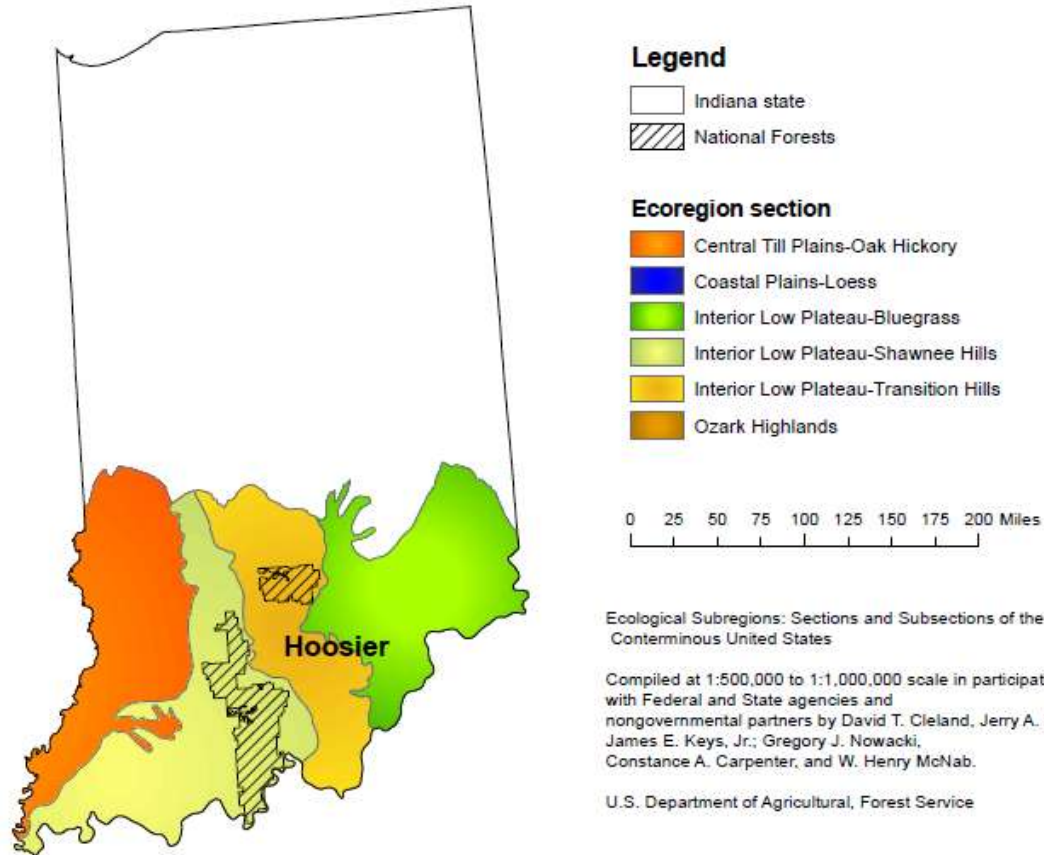 Legend
Indiana state
National Forests
Ecoregion section
Central Till Plains-Oak Hickory
Coastal Plains-Loess
Interior Low Plateau-Bluegrass
Interior Low Plateau-Shawnee Hills
Interior Low Plateau-Transition Hills
Ozark Highlands
0 25 50 75 100 125 150 175 200 Miles
Hoosier
Ecological Subregions: Sections and Subsections of the
Conterminous United States
Compiled at 1:500,000 to 1:1,000,000 scale in participat
with Federal and State agencies and
nongovernmental partners by David T. Cleland, Jerry A.
James E. Keys, Jr.; Gregory J. Nowacki,
Constance A. Carpenter, and W. Henry McNab.
U.S. Department of Agricultural, Forest Service